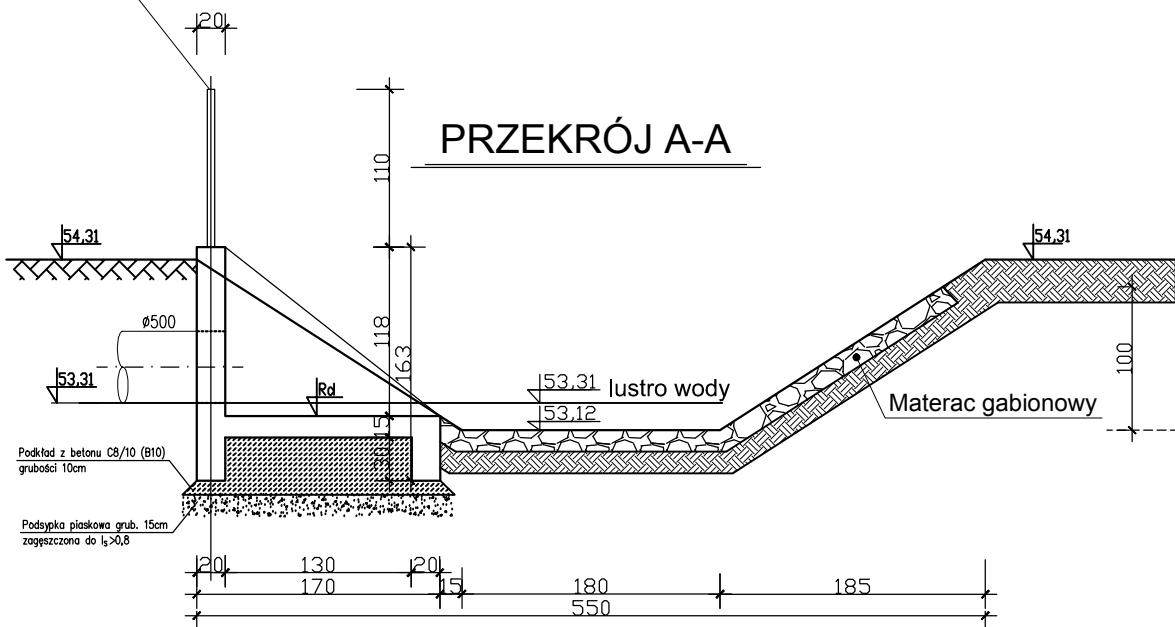 20
PRZEKRÓJ A-A
110
54,31
54,31
ø500
118
163
100
53,31
Rd
53,31 lustro wody
53,12
Materac gabionowy
15
30
Podkład z betonu C8/10 (B10)
grubości 10cm
Podsypka piaskowa grub. 15cm
zagęszczona do Is>0,8
20 130 20
170 15 180 185
550